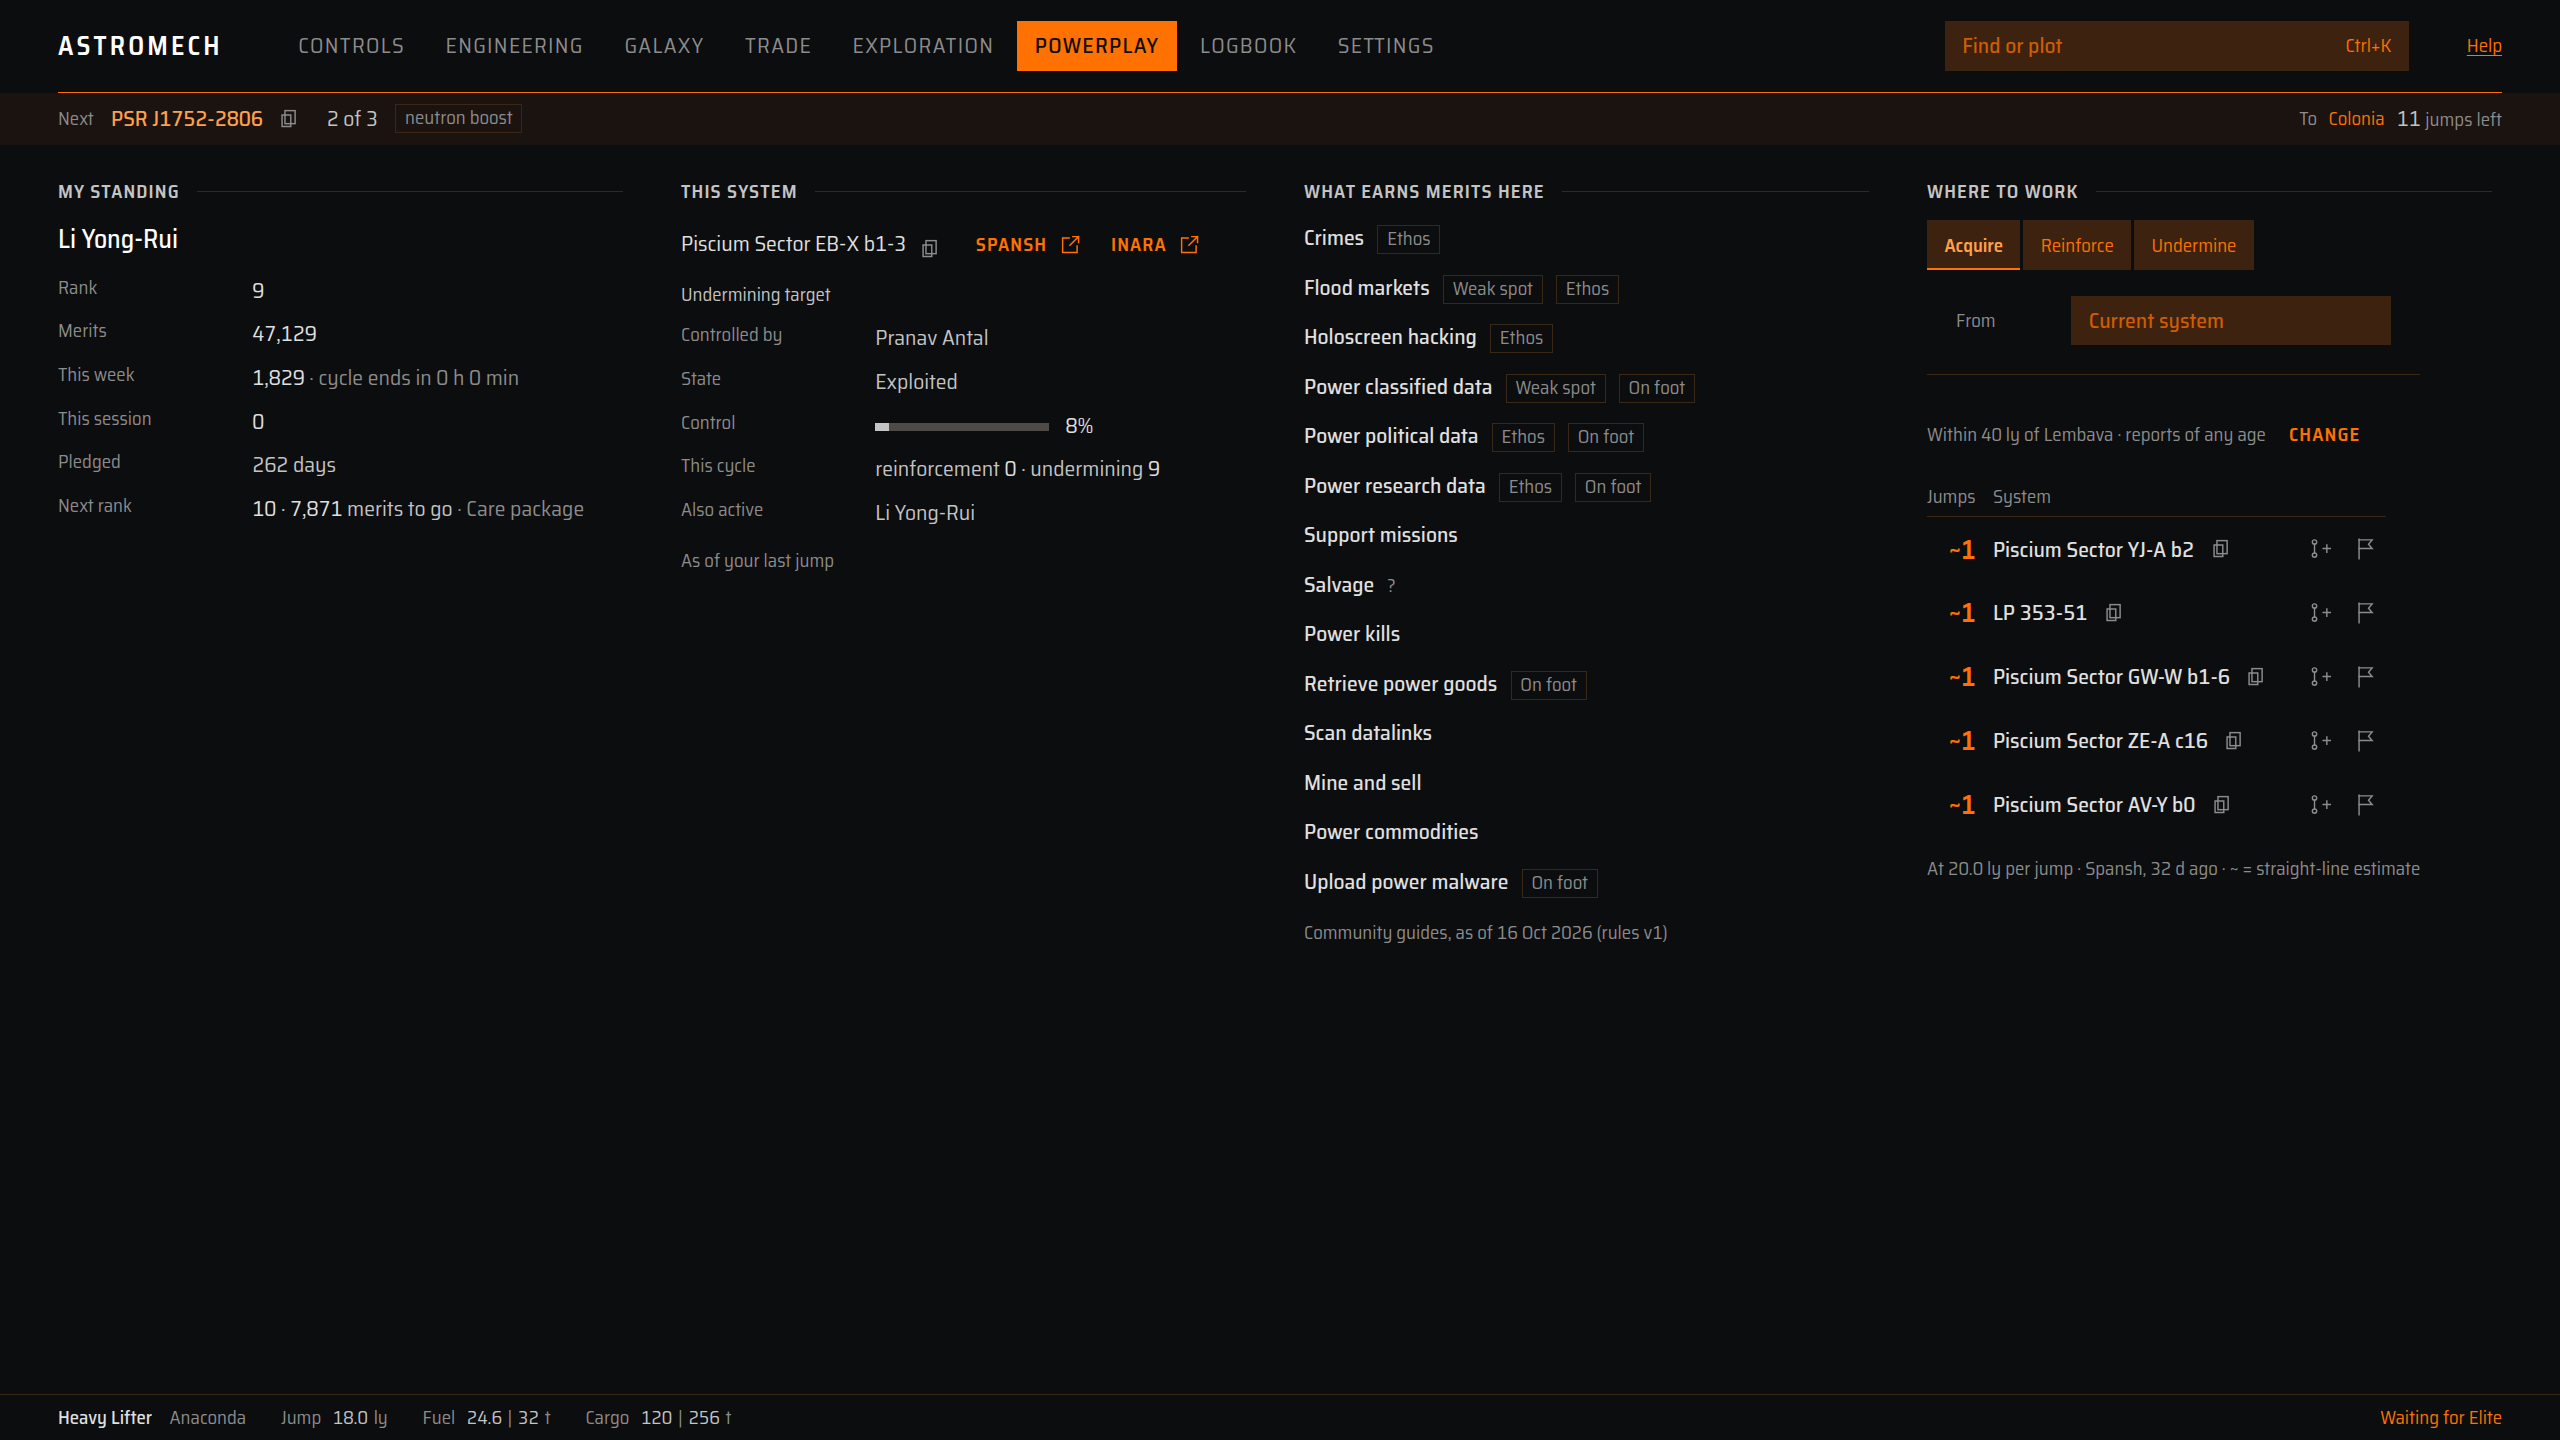 ASTROMECH CONTROLS ENGINEERING GALAXY TRADE EXPLORATION POWERPLAY LOGBOOK SETTINGS Find or plot Ctrl+K Help
Next PSR J1752-2806 2 of 3 neutron boost To Colonia 11 jumps left
MY STANDING
Li Yong-Rui
Rank 9
Merits 47,129
This week 1,829 · cycle ends in 0 h 0 min
This session 0
Pledged 262 days
Next rank 10 · 7,871 merits to go · Care package
THIS SYSTEM
Piscium Sector EB-X b1-3 SPANSH INARA
Undermining target
Controlled by Pranav Antal
State Exploited
Control 8%
This cycle reinforcement 0 · undermining 9
Also active Li Yong-Rui
As of your last jump
WHAT EARNS MERITS HERE
Crimes Ethos
Flood markets Weak spot Ethos
Holoscreen hacking Ethos
Power classified data Weak spot On foot
Power political data Ethos On foot
Power research data Ethos On foot
Support missions
Salvage ?
Power kills
Retrieve power goods On foot
Scan datalinks
Mine and sell
Power commodities
Upload power malware On foot
Community guides, as of 16 Oct 2026 (rules v1)
WHERE TO WORK
Acquire Reinforce Undermine
From Current system
Within 40 ly of Lembava · reports of any age CHANGE
Jumps System
~1 Piscium Sector YJ-A b2
~1 LP 353-51
~1 Piscium Sector GW-W b1-6
~1 Piscium Sector ZE-A c16
~1 Piscium Sector AV-Y b0
At 20.0 ly per jump · Spansh, 32 d ago · ~ = straight-line estimate
Heavy Lifter Anaconda Jump 18.0 ly Fuel 24.6 | 32 t Cargo 120 | 256 t Waiting for Elite